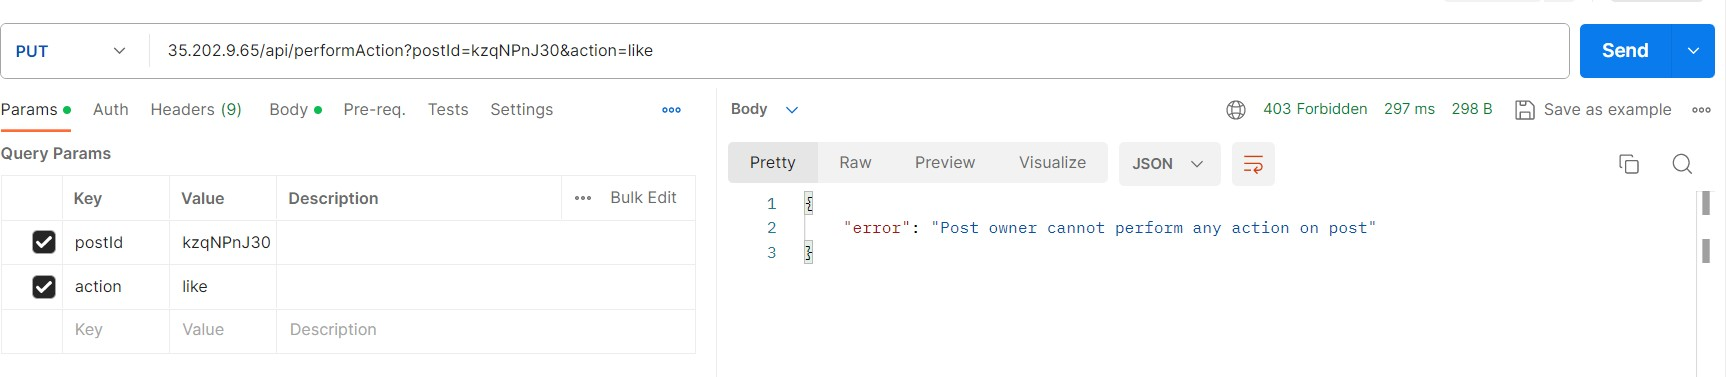 PUT 35.202.9.65/api/performAction?postId=kzqNPnJ30&action=like Send
Params Auth Headers (9) Body Pre-req. Tests Settings
Query Params
Key Value Description Bulk Edit
postId kzqNPnJ30
action like
Key Value Description
Body 403 Forbidden 297 ms 298 B Save as example
Pretty Raw Preview Visualize JSON
1 {
2 "error": "Post owner cannot perform any action on post"
3 }